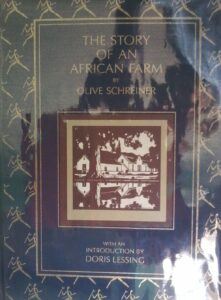 THE STORY
OF AN
AFRICAN FARM
BY
OLIVE SCHREINER
WITH AN
INTRODUCTION BY
DORIS LESSING